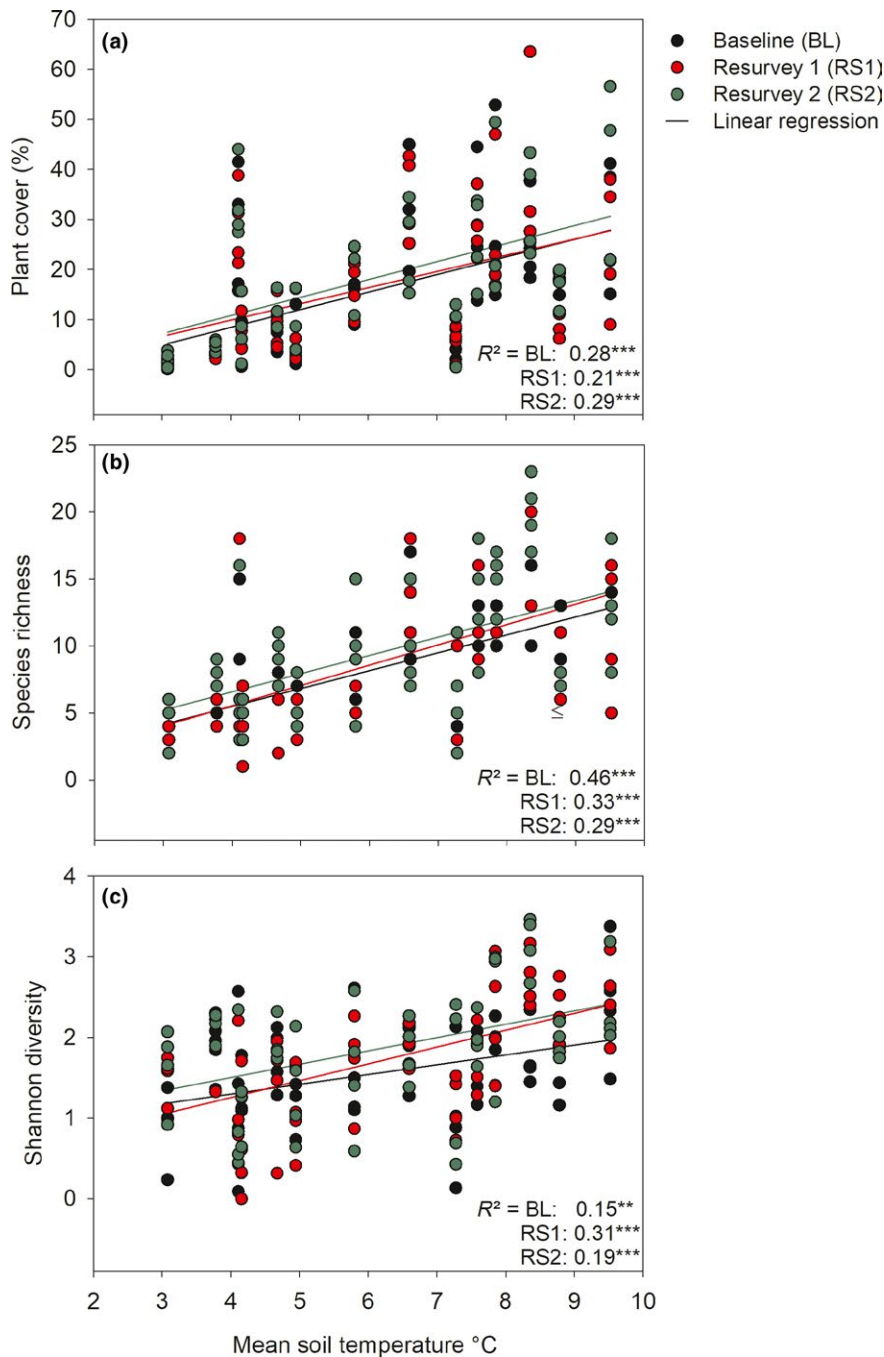 (a)
Baseline (BL)
Resurvey 1 (RS1)
Resurvey 2 (RS2)
Linear regression
Plant cover (%)
70
60
50
40
30
20
10
0
R² = BL: 0.28***
RS1: 0.21***
RS2: 0.29***
(b)
Species richness
25
20
15
10
5
0
VI
R² = BL: 0.46***
RS1: 0.33***
RS2: 0.29***
(c)
Shannon diversity
4
3
2
1
0
R² = BL: 0.15**
RS1: 0.31***
RS2: 0.19***
2 3 4 5 6 7 8 9 10
Mean soil temperature °C